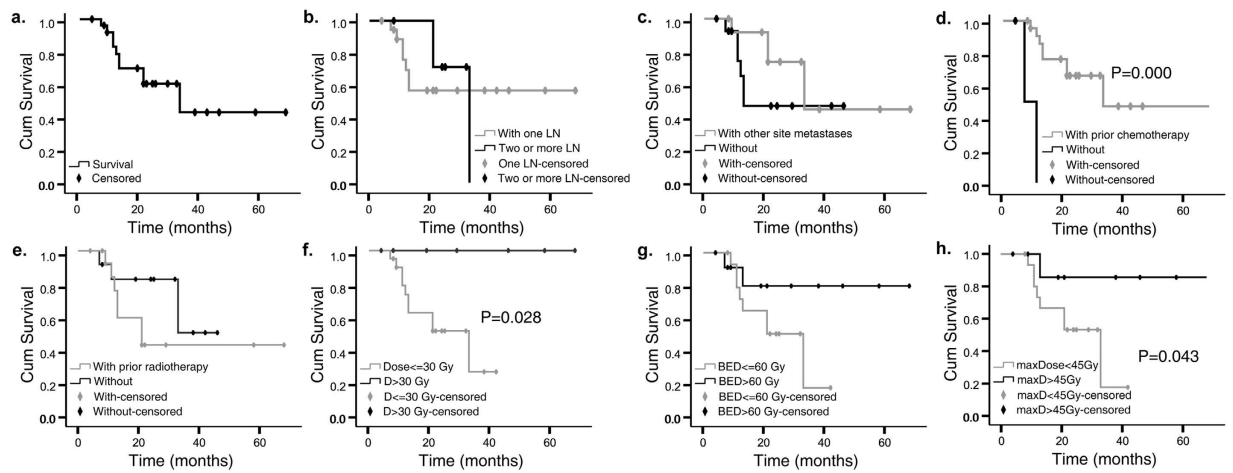 a.
Cum Survival
1.0
0.8
0.6
0.4
0.2
0.0
Survival
Censored
0 20 40 60
Time (months)
b.
Cum Survival
1.0
0.8
0.6
0.4
0.2
0.0
With one LN
Two or more LN
One LN-censored
Two or more LN-censored
0 20 40 60
Time (months)
c.
Cum Survival
1.0
0.8
0.6
0.4
0.2
0.0
With other site metastases
Without
With-censored
Without-censored
0 20 40 60
Time (months)
d.
Cum Survival
1.0
0.8
0.6
0.4
0.2
0.0
P=0.000
With prior chemotherapy
Without
With-censored
Without-censored
0 20 40 60
Time (months)
e.
Cum Survival
1.0
0.8
0.6
0.4
0.2
0.0
With prior radiotherapy
Without
With-censored
Without-censored
0 20 40 60
Time (months)
f.
Cum Survival
1.0
0.8
0.6
0.4
0.2
0.0
P=0.028
Dose<=30 Gy
D>30 Gy
D<=30 Gy-censored
D>30 Gy-censored
0 20 40 60
Time (months)
g.
Cum Survival
1.0
0.8
0.6
0.4
0.2
0.0
BED<=60 Gy
BED>60 Gy
BED<=60 Gy-censored
BED>60 Gy-censored
0 20 40 60
Time (months)
h.
Cum Survival
1.0
0.8
0.6
0.4
0.2
0.0
P=0.043
maxDose<45Gy
maxD>45Gy
maxD<45Gy-censored
maxD>45Gy-censored
0 20 40 60
Time (months)